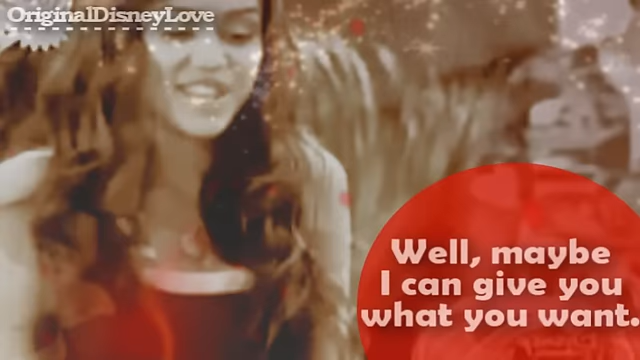 OriginalDisneyLove
Well, maybe
I can give you
what you want.